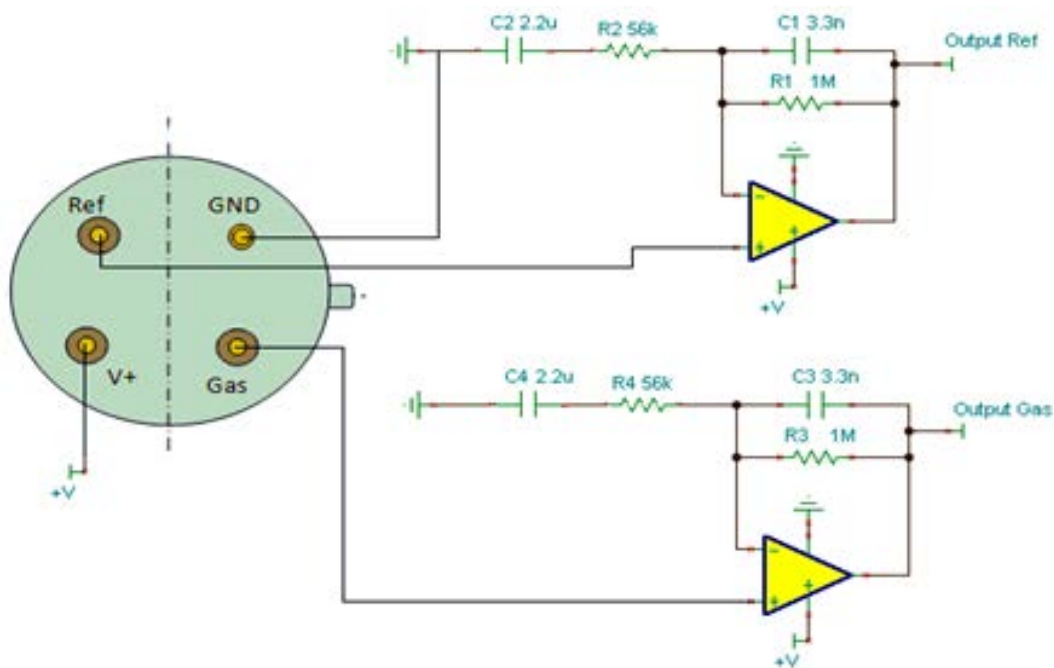 C2 2.2u
R2 56k
C1 3.3n
Output Ref
R1 1M
Ref
GND
-
+
+
+V
V+
Gas
+V
C4 2.2u
R4 56k
C3 3.3n
Output Gas
R3 1M
-
+
+
+V